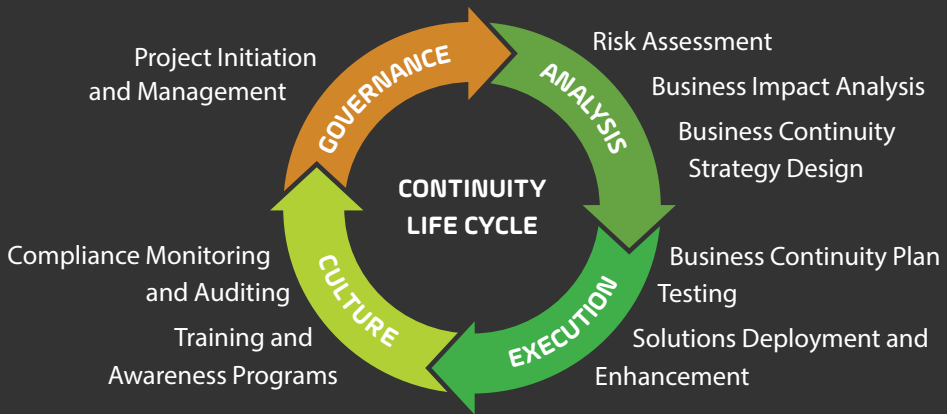 Project Initiation
and Management
GOVERNANCE
ANALYSIS
Risk Assessment
Business Impact Analysis
Business Continuity
Strategy Design
CONTINUITY
LIFE CYCLE
EXECUTION
Business Continuity Plan
Testing
Solutions Deployment and
Enhancement
CULTURE
Compliance Monitoring
and Auditing
Training and
Awareness Programs